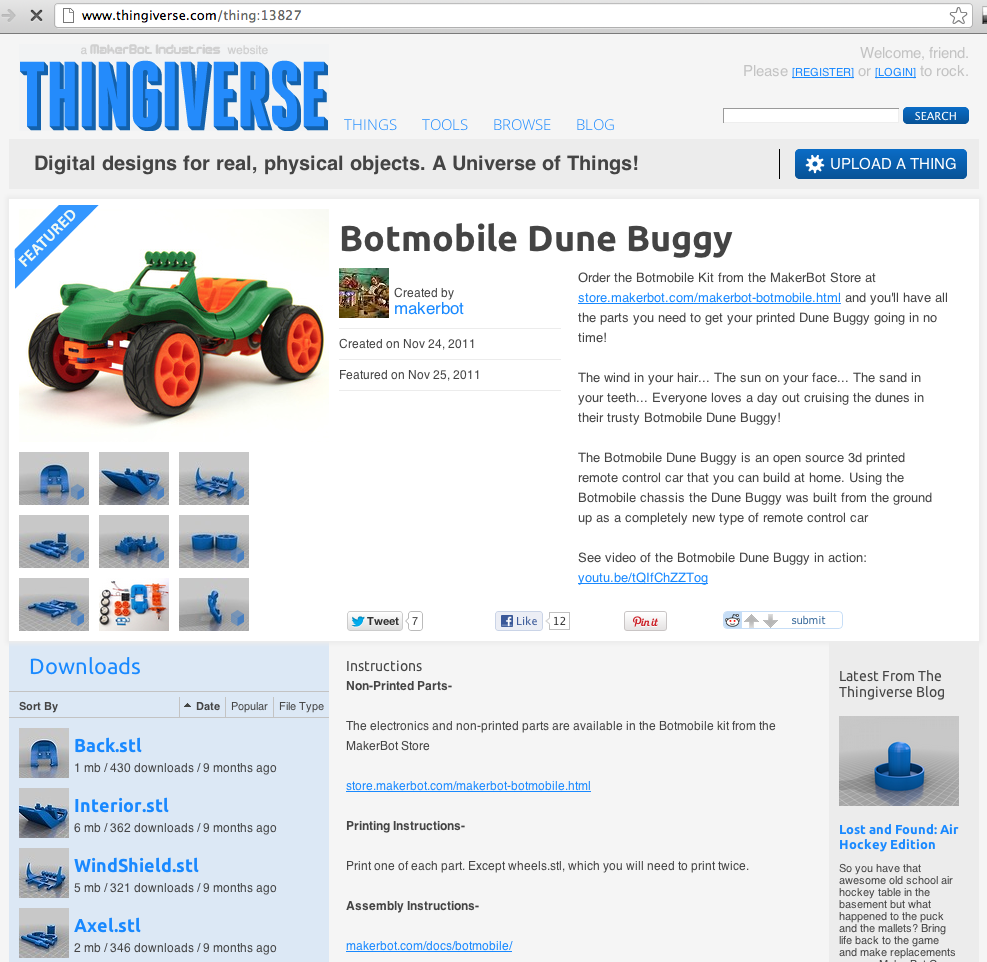 www.thingiverse.com/thing:13827
a MakerBot Industries website
THINGIVERSE
Welcome, friend.
Please [REGISTER] or [LOGIN] to rock.
THINGS TOOLS BROWSE BLOG
SEARCH
Digital designs for real, physical objects. A Universe of Things!
UPLOAD A THING
FEATURED
Botmobile Dune Buggy
Created by
makerbot
Created on Nov 24, 2011
Featured on Nov 25, 2011
Order the Botmobile Kit from the MakerBot Store at
store.makerbot.com/makerbot-botmobile.html and you'll have all
the parts you need to get your printed Dune Buggy going in no
time!
The wind in your hair... The sun on your face... The sand in
your teeth... Everyone loves a day out cruising the dunes in
their trusty Botmobile Dune Buggy!
The Botmobile Dune Buggy is an open source 3d printed
remote control car that you can build at home. Using the
Botmobile chassis the Dune Buggy was built from the ground
up as a completely new type of remote control car
See video of the Botmobile Dune Buggy in action:
youtu.be/tQIfChZZTog
Tweet 7 Like 12 Pin it submit
Downloads
Sort By Date Popular File Type
Back.stl
1 mb / 430 downloads / 9 months ago
Interior.stl
6 mb / 362 downloads / 9 months ago
WindShield.stl
5 mb / 321 downloads / 9 months ago
Axel.stl
2 mb / 346 downloads / 9 months ago
Instructions
Non-Printed Parts-
The electronics and non-printed parts are available in the Botmobile kit from the
MakerBot Store
store.makerbot.com/makerbot-botmobile.html
Printing Instructions-
Print one of each part. Except wheels.stl, which you will need to print twice.
Assembly Instructions-
makerbot.com/docs/botmobile/
Latest From The
Thingiverse Blog
Lost and Found: Air
Hockey Edition
So you have that
awesome old school air
hockey table in the
basement but what
happened to the puck
and the mallets? Bring
life back to the game
and make replacements